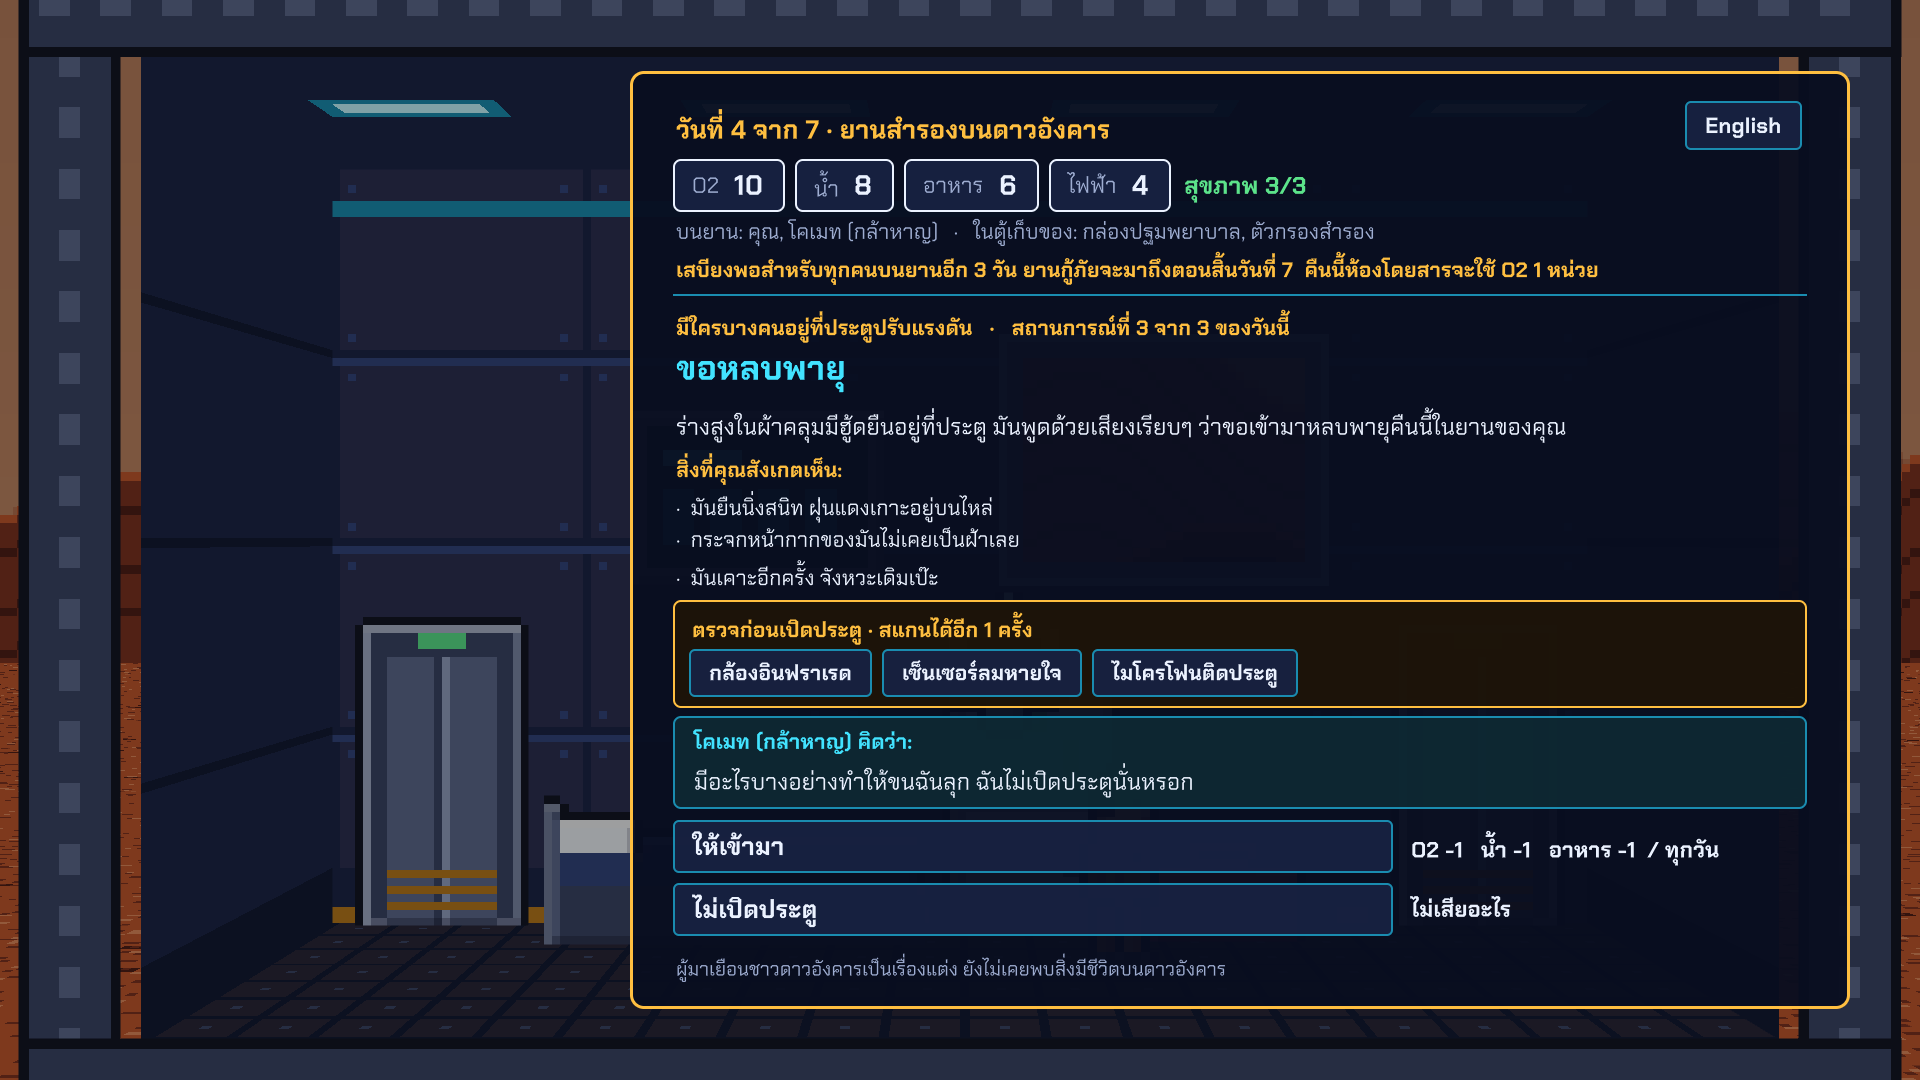 วันที่ 4 จาก 7 · ยานสำรองบนดาวอังคาร
English
O2 10 น้ำ 8 อาหาร 6 ไฟฟ้า 4 สุขภาพ 3/3
บนยาน: คุณ, โคเมท (กล้าหาญ) · ในตู้เก็บของ: กล่องปฐมพยาบาล, ตัวกรองสำรอง
เสบียงพอสำหรับทุกคนบนยานอีก 3 วัน ยานกู้ภัยจะมาถึงตอนสิ้นวันที่ 7 คืนนี้ห้องโดยสารจะใช้ O2 1 หน่วย
มีใครบางคนอยู่ที่ประตูปรับแรงดัน · สถานการณ์ที่ 3 จาก 3 ของวันนี้
ขอหลบพายุ
ร่างสูงในผ้าคลุมมีฮู้ดยืนอยู่ที่ประตู มันพูดด้วยเสียงเรียบๆ ว่าขอเข้ามาหลบพายุคืนนี้ในยานของคุณ
สิ่งที่คุณสังเกตเห็น:
· มันยืนนิ่งสนิท ฝุ่นแดงเกาะอยู่บนไหล่
· กระจกหน้ากากของมันไม่เคยเป็นฝ้าเลย
· มันเคาะอีกครั้ง จังหวะเดิมเป๊ะ
ตรวจก่อนเปิดประตู · สแกนได้อีก 1 ครั้ง
กล้องอินฟราเรด เซ็นเซอร์ลมหายใจ ไมโครโฟนติดประตู
โคเมท (กล้าหาญ) คิดว่า:
มีอะไรบางอย่างทำให้ขนฉันลุก ฉันไม่เปิดประตูนั่นหรอก
ให้เข้ามา O2 -1 น้ำ -1 อาหาร -1 / ทุกวัน
ไม่เปิดประตู ไม่เสียอะไร
ผู้มาเยือนชาวดาวอังคารเป็นเรื่องแต่ง ยังไม่เคยพบสิ่งมีชีวิตบนดาวอังคาร